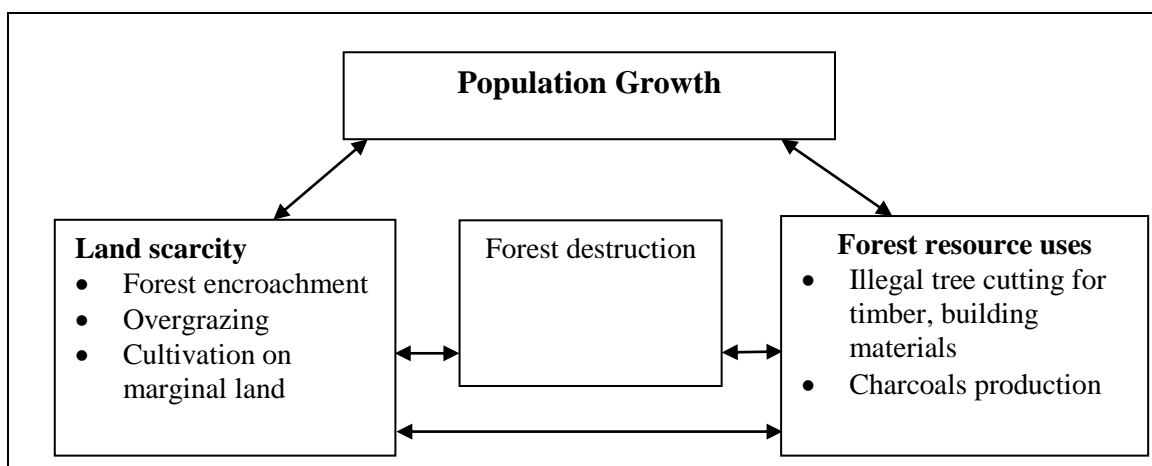 Population Growth
Land scarcity
• Forest encroachment
• Overgrazing
• Cultivation on
marginal land
Forest destruction
Forest resource uses
• Illegal tree cutting for
timber, building
materials
• Charcoals production